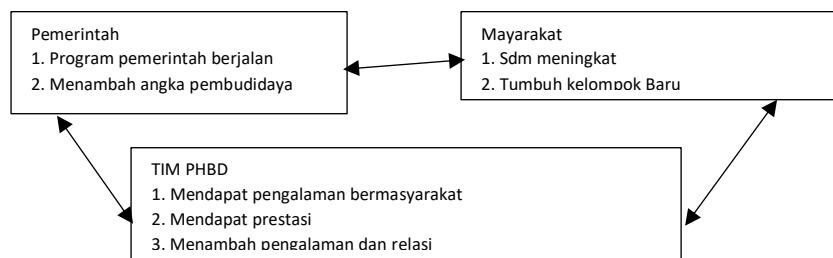 Pemerintah
1. Program pemerintah berjalan
2. Menambah angka pembudidaya
Mayarakat
1. Sdm meningkat
2. Tumbuh kelompok Baru
TIM PHBD
1. Mendapat pengalaman bermasyarakat
2. Mendapat prestasi
3. Menambah pengalaman dan relasi